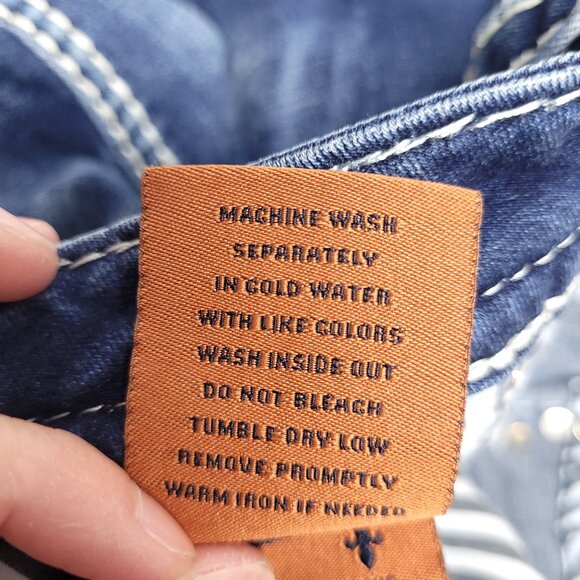 MACHINE WASH
SEPARATELY
IN COLD WATER
WITH LIKE COLORS
WASH INSIDE OUT
DO NOT BLEACH
TUMBLE DRY LOW
REMOVE PROMPTLY
WARM IRON IF NEEDED